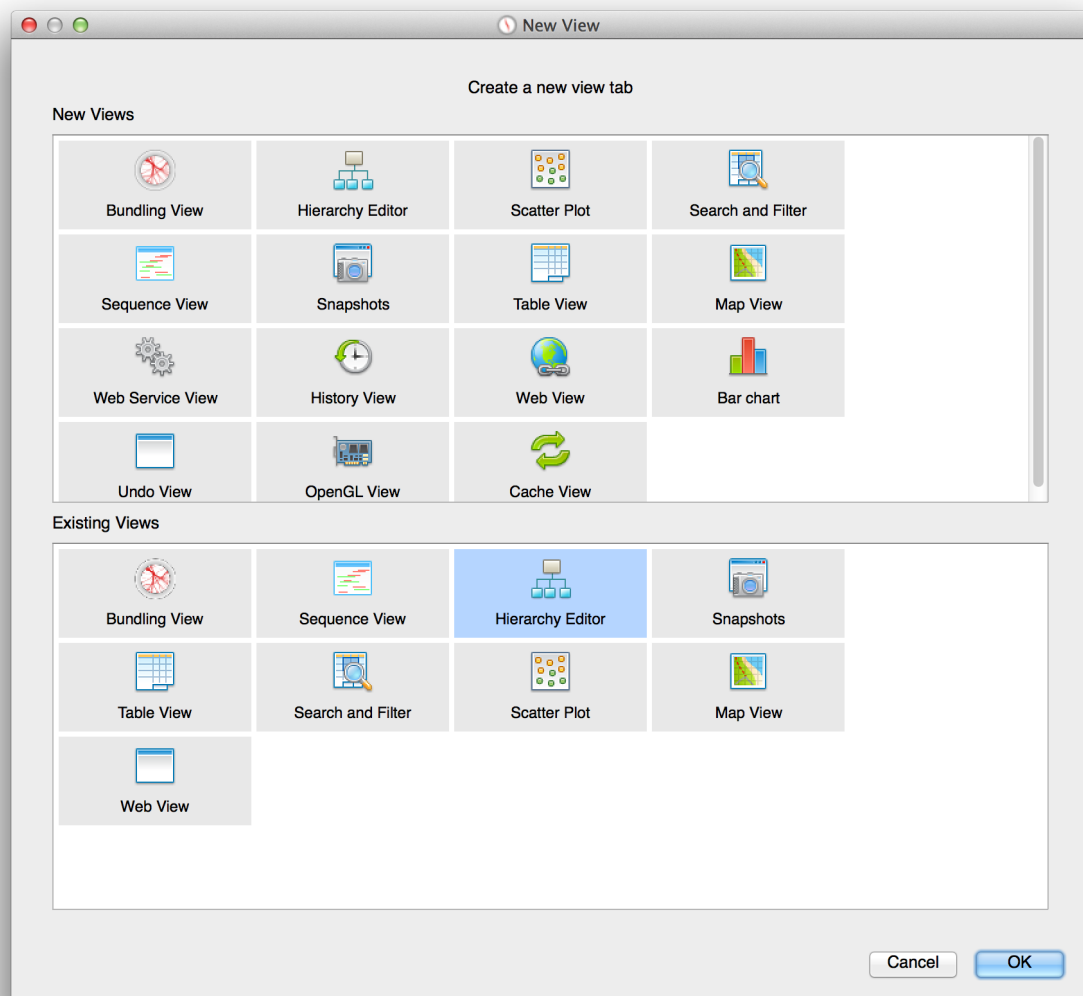 New View
Create a new view tab
New Views
Bundling View Hierarchy Editor Scatter Plot Search and Filter
Sequence View Snapshots Table View Map View
Web Service View History View Web View Bar chart
Undo View OpenGL View Cache View
Existing Views
Bundling View Sequence View Hierarchy Editor Snapshots
Table View Search and Filter Scatter Plot Map View
Web View
Cancel OK